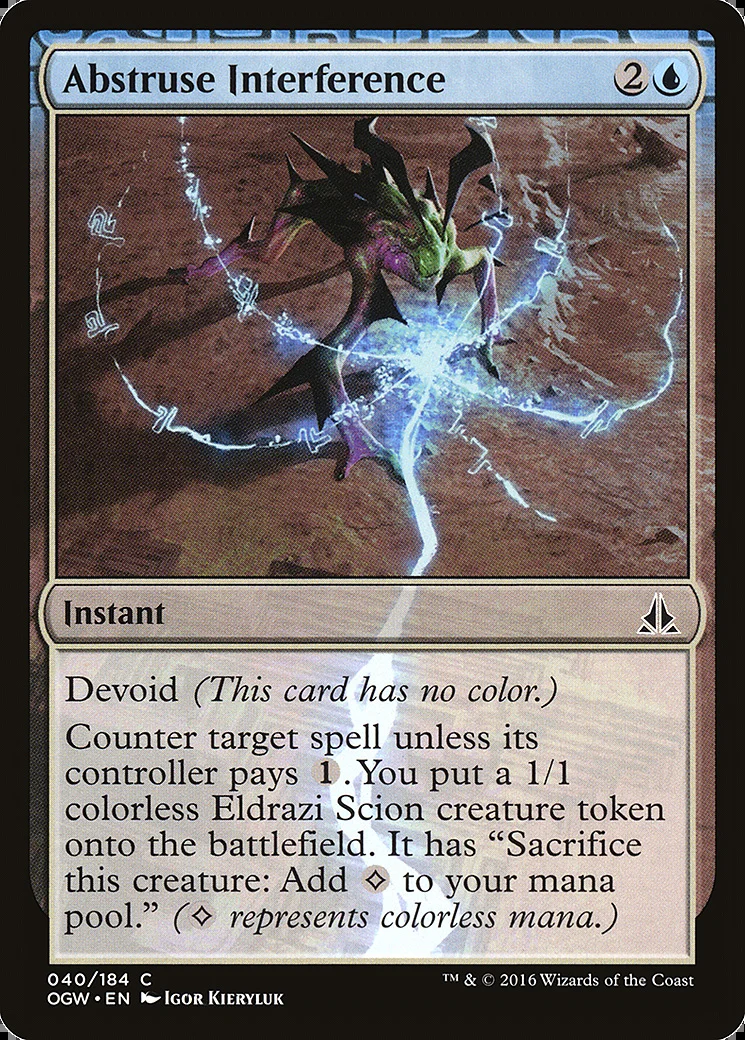 Abstruse Interference 2
Instant
Devoid (This card has no color.)
Counter target spell unless its
controller pays 1. You put a 1/1
colorless Eldrazi Scion creature token
onto the battlefield. It has “Sacrifice
this creature: Add ◇ to your mana
pool.” (◇ represents colorless mana.)
040/184 C
OGW • EN Igor Kieryluk
™ & © 2016 Wizards of the Coast